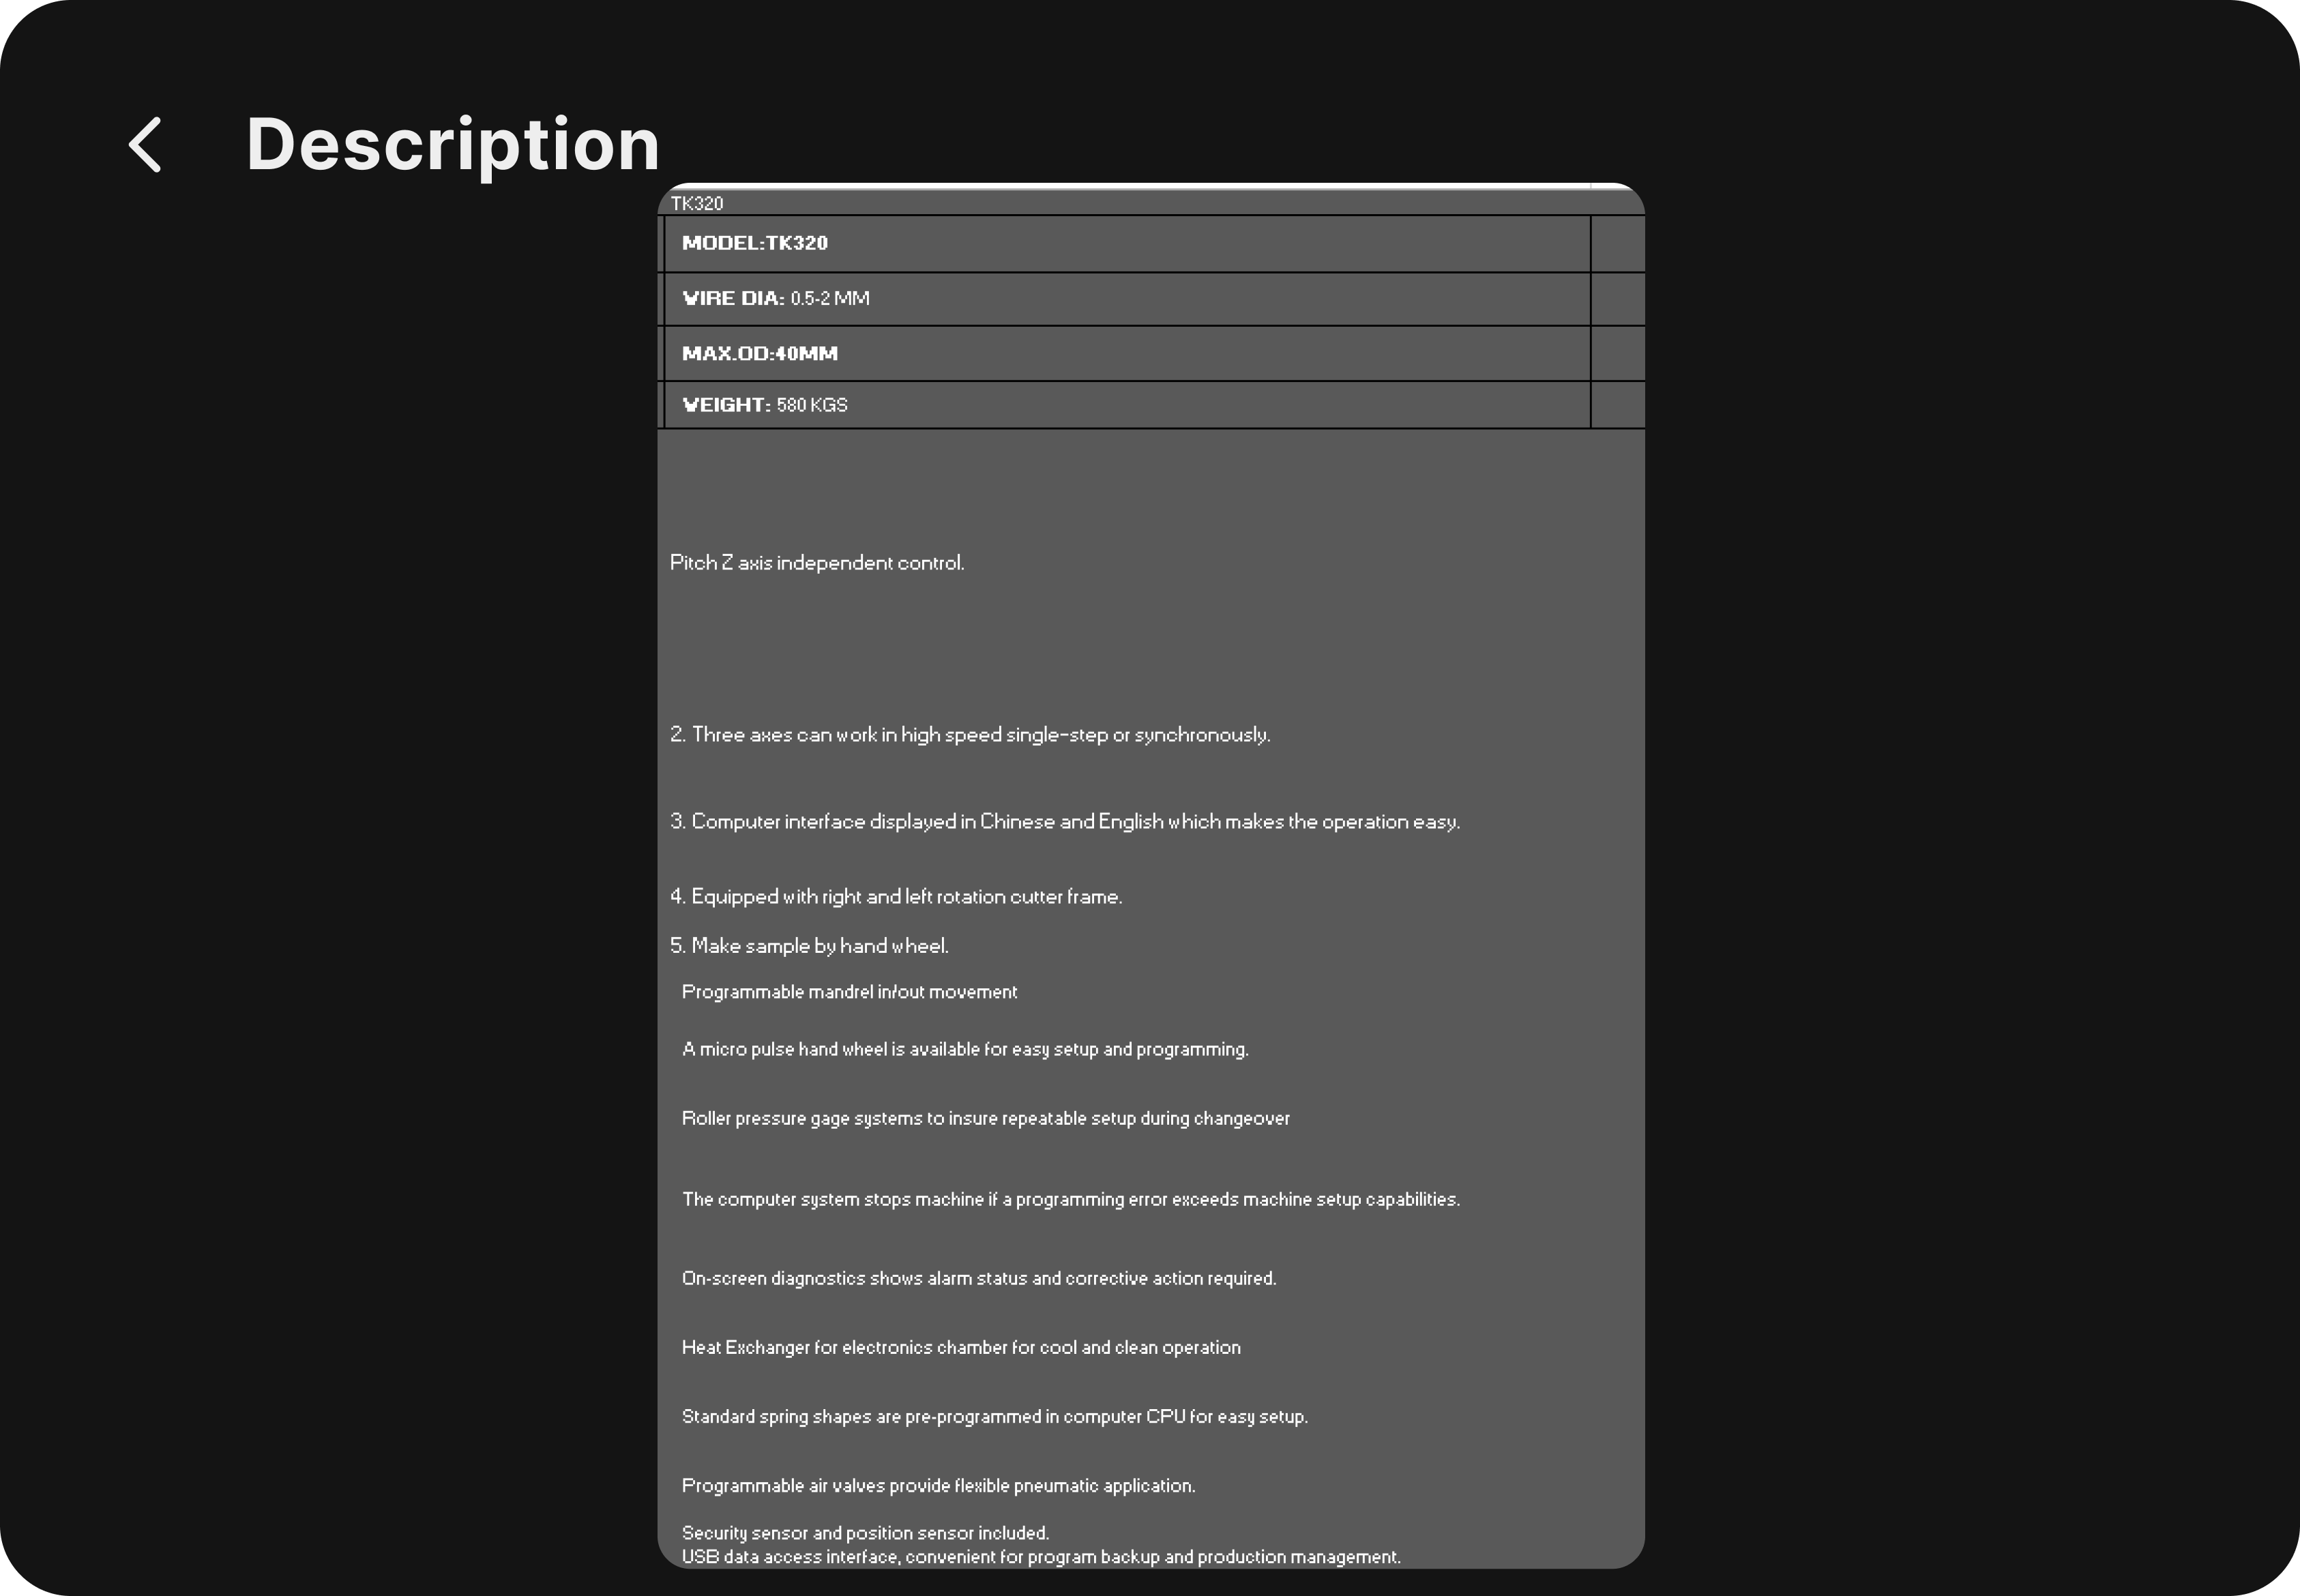 Description
TK320
MODEL:TK320
WIRE DIA: 0.5-2 MM
MAX.OD:40MM
WEIGHT: 580 KGS
Pitch Z axis independent control.
2. Three axes can work in high speed single-step or synchronously.
3. Computer interface displayed in Chinese and English which makes the operation easy.
4. Equipped with right and left rotation cutter frame.
5. Make sample by hand wheel.
Programmable mandrel in/out movement
A micro pulse hand wheel is available for easy setup and programming.
Roller pressure gage systems to insure repeatable setup during changeover
The computer system stops machine if a programming error exceeds machine setup capabilities.
On-screen diagnostics shows alarm status and corrective action required.
Heat Exchanger for electronics chamber for cool and clean operation
Standard spring shapes are pre-programmed in computer CPU for easy setup.
Programmable air valves provide flexible pneumatic application.
Security sensor and position sensor included.
USB data access interface, convenient for program backup and production management.